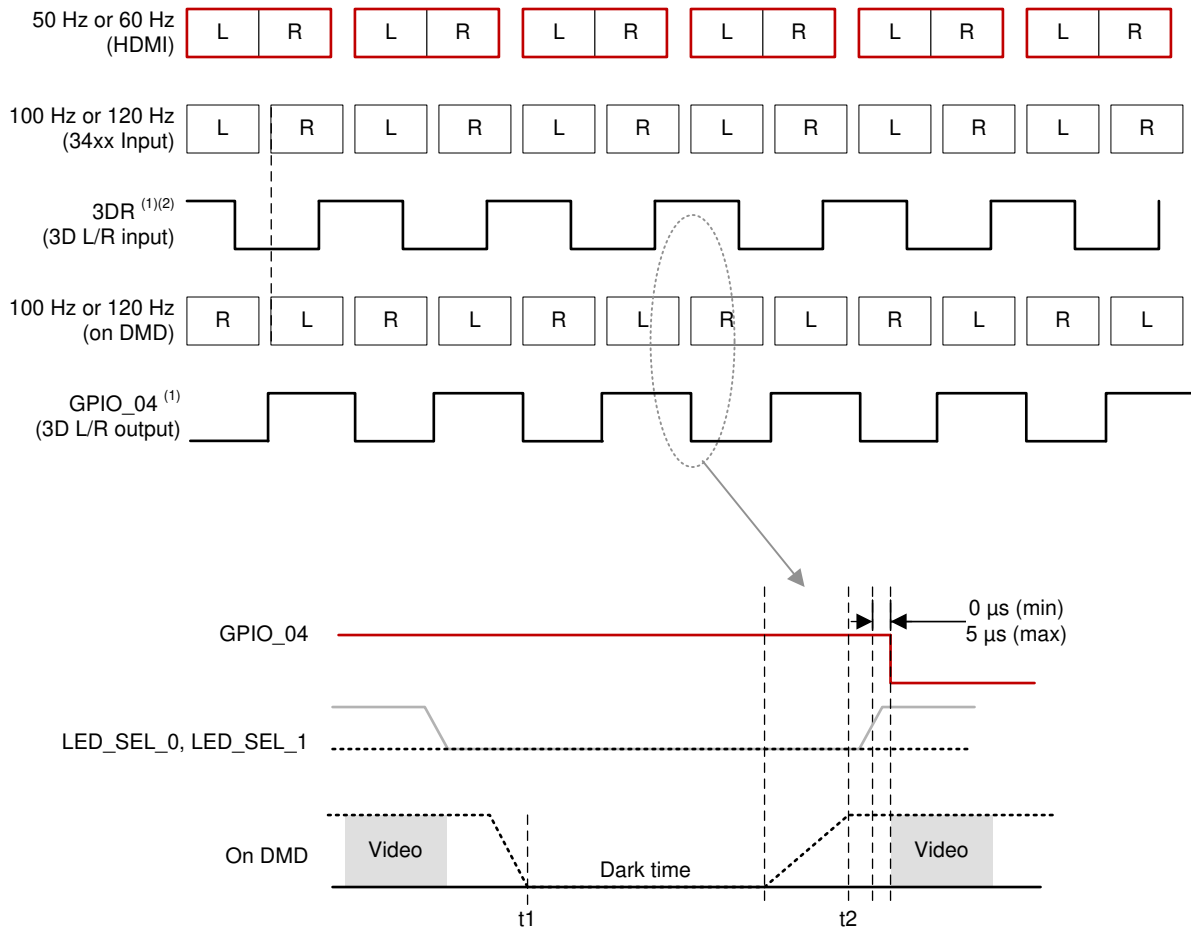 50 Hz or 60 Hz
(HDMI)
L R L R L R L R L R L R
100 Hz or 120 Hz
(34xx Input)
L R L R L R L R L R L R
3DR (1)(2)
(3D L/R input)
100 Hz or 120 Hz
(on DMD)
R L R L R L R L R L R L
GPIO_04 (1)
(3D L/R output)
0 µs (min)
5 µs (max)
GPIO_04
LED_SEL_0, LED_SEL_1
On DMD
Video
Dark time
Video
t1
t2